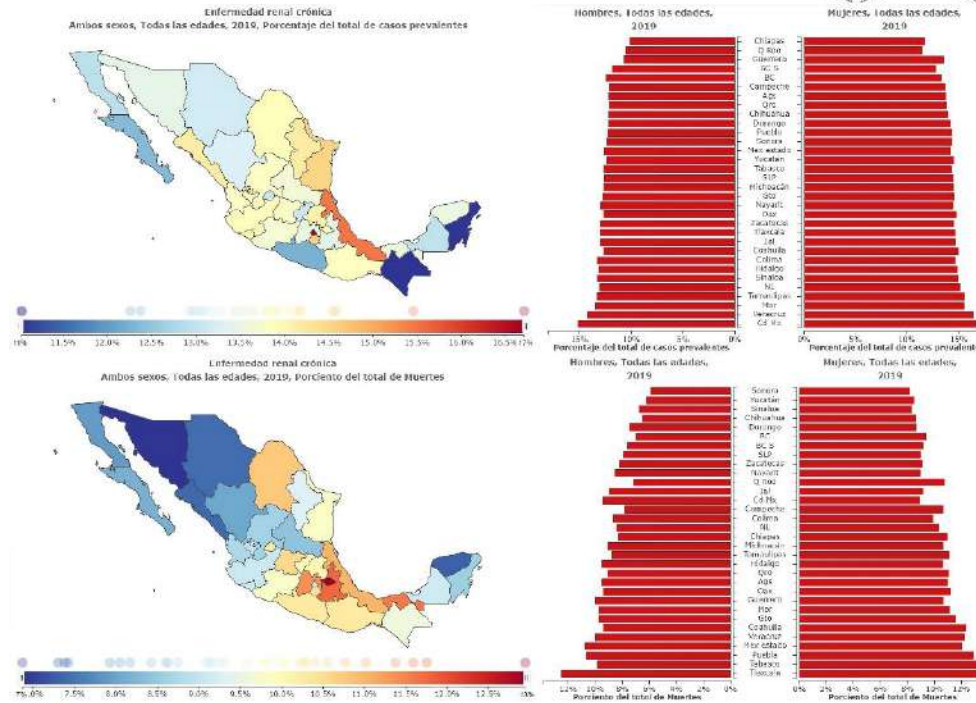 Enfermedad renal crónica
Ambos sexos, Todas las edades, 2019, Porcentaje del total de casos prevalentes
11.5% 12.0% 12.5% 13.0% 13.5% 14.0% 14.5% 15.0% 15.5% 16.0% 16.5%
Hombres, Todas las edades,
2019
Mujeres, Todas las edades,
2019
Chiapas
Q Roo
Guerrero
BC S
BC
Campeche
Ags
Qro
Chihuahua
Durango
Puebla
Sonora
Mex estado
Yucatán
Tabasco
SLP
Michoacán
Gto
Nayarit
Oax
Zacatecas
Tlaxcala
Jal
Coahuila
Colima
Hidalgo
Sinaloa
NL
Tamaulipas
Mor
Veracruz
Cd Mx
15% 10% 5% 0%
0% 5% 10% 15%
Porcentaje del total de casos prevalentes
Porcentaje del total de casos prevalente
Enfermedad renal crónica
Ambos sexos, Todas las edades, 2019, Porciento del total de Muertes
7.5% 8.0% 8.5% 9.0% 9.5% 10.0% 10.5% 11.0% 11.5% 12.0% 12.5%
Hombres, Todas las edades,
2019
Mujeres, Todas las edades,
2019
Sonora
Yucatán
Sinaloa
Chihuahua
Durango
BC
BC S
SLP
Zacatecas
Nayarit
Q Roo
Jal
Cd Mx
Campeche
Colima
NL
Chiapas
Michoacán
Tamaulipas
Hidalgo
Qro
Ags
Oax
Guerrero
Mor
Gto
Coahuila
Veracruz
Mex estado
Puebla
Tabasco
Tlaxcala
12% 10% 8% 6% 4% 2% 0%
0% 2% 4% 6% 8% 10% 12%
Porciento del total de Muertes
Porciento del total de Muertes